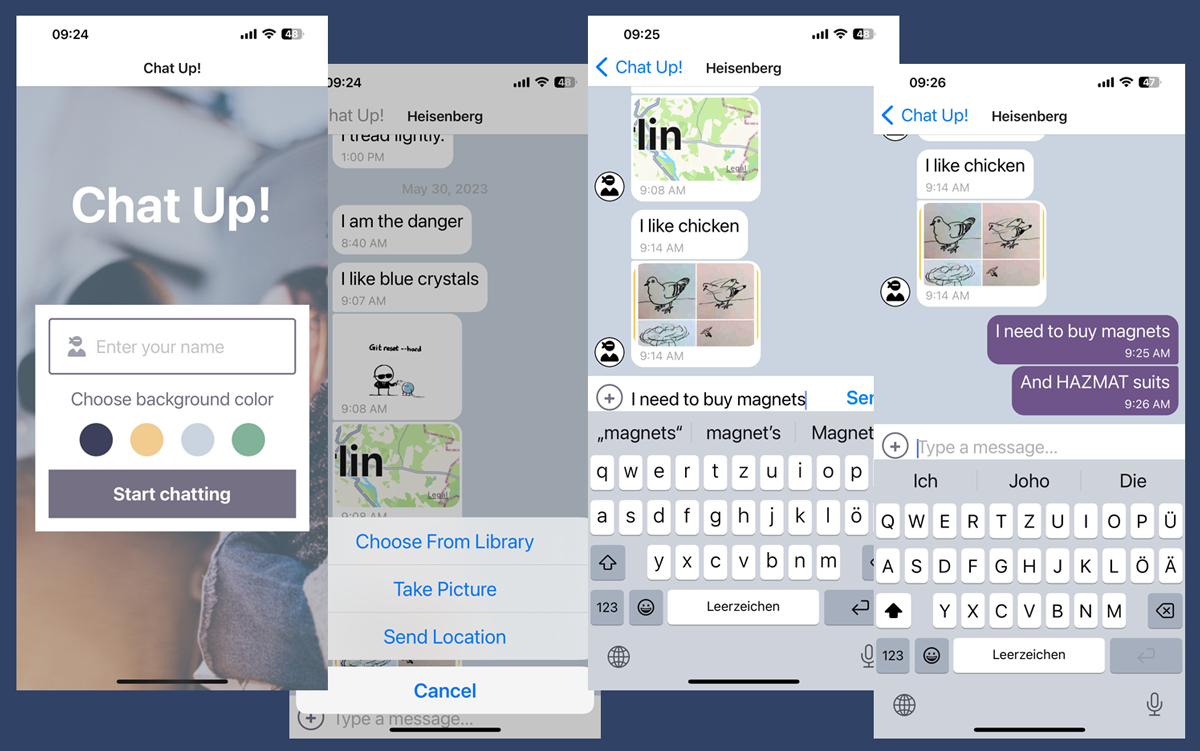 09:24
48
Chat Up!
Chat Up!
Enter your name
Choose background color
Start chatting
09:24
48
hat Up!
Heisenberg
I tread lightly.
1:00 PM
May 30, 2023
I am the danger
8:40 AM
I like blue crystals
9:07 AM
Git reset --hard
9:08 AM
lin
Legal
9:08 AM
Choose From Library
Take Picture
Send Location
Cancel
Type a message...
09:25
48
Chat Up!
Heisenberg
lin
Legal
9:08 AM
I like chicken
9:14 AM
9:14 AM
I need to buy magnets
Sen
„magnets“ magnet's Magnet
q w e r t z u i o p
a s d f g h j k l ö
y x c v b n m
123 Leerzeichen
09:26
47
Chat Up!
Heisenberg
I like chicken
9:14 AM
9:14 AM
I need to buy magnets
9:25 AM
And HAZMAT suits
9:26 AM
Type a message...
Ich Joho Die
Q W E R T Z U I O P Ü
A S D F G H J K L Ö Ä
Y X C V B N M
123 Leerzeichen